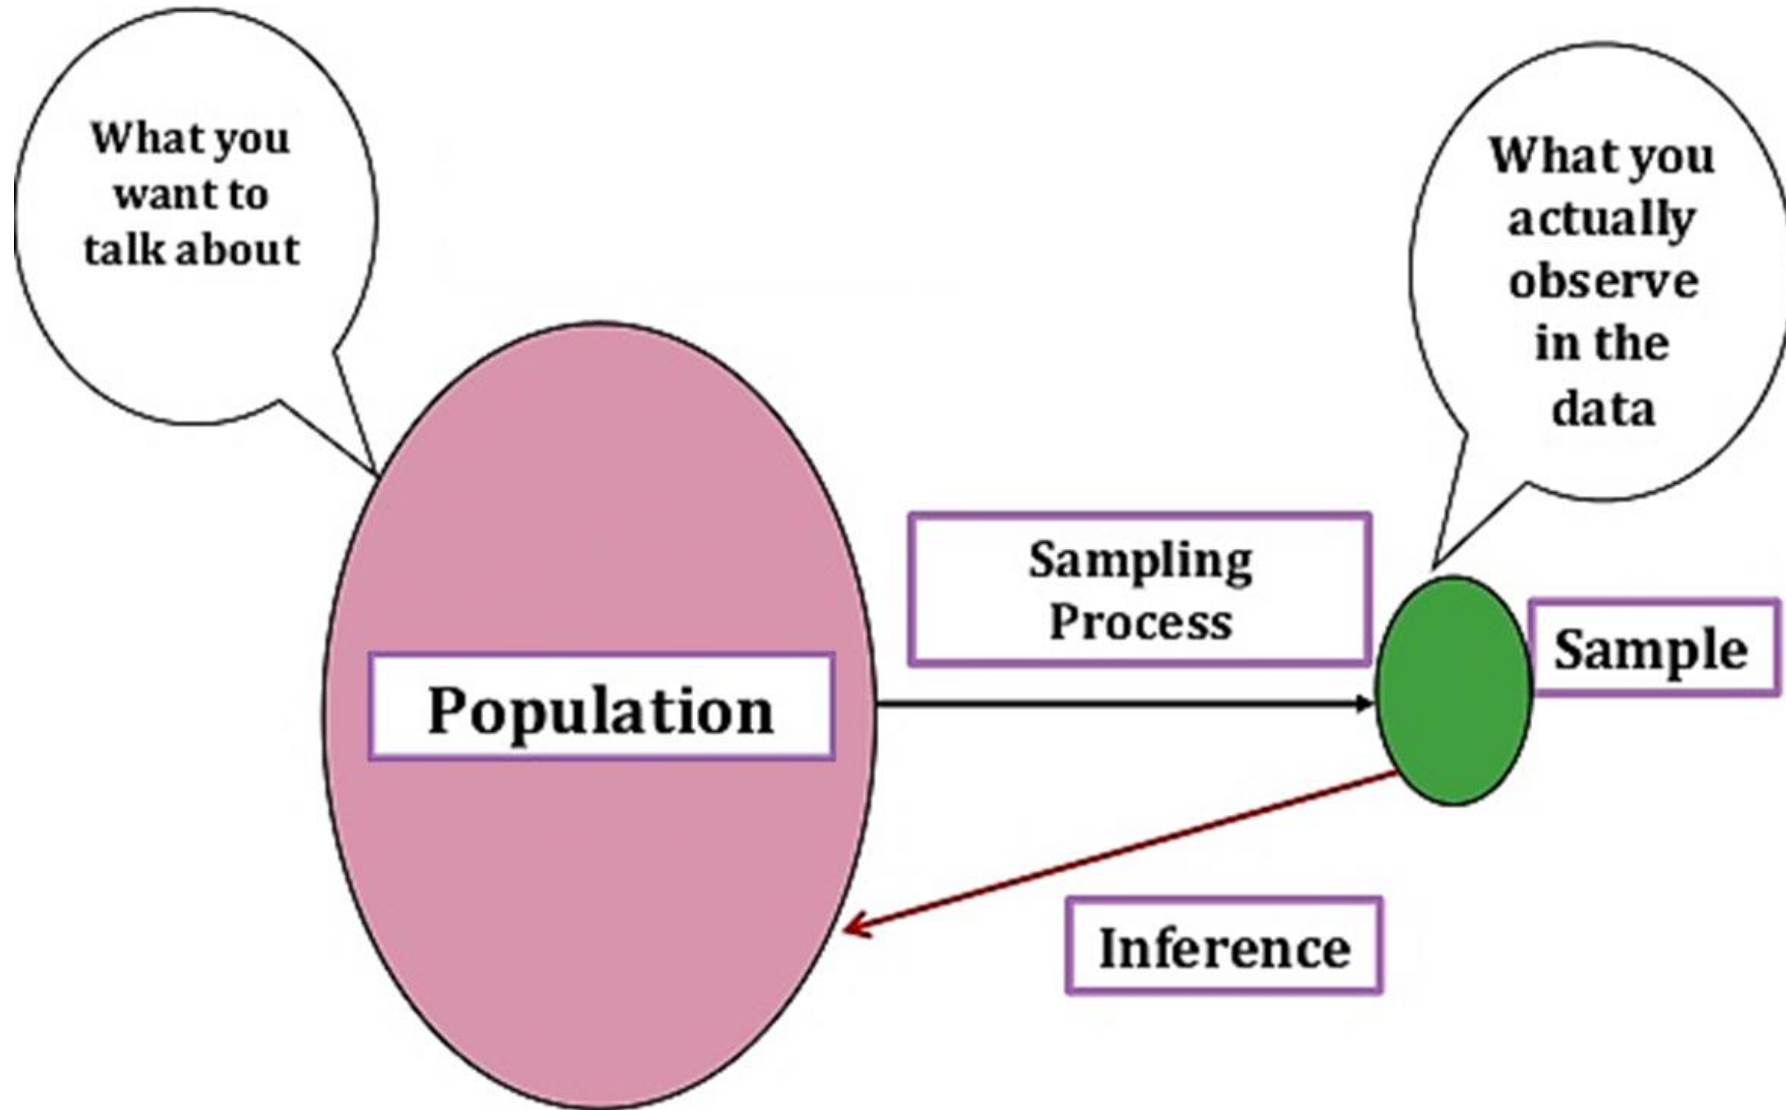 What you
want to
talk about
What you
actually
observe
in the
data
Sampling
Process
Population
Sample
Inference